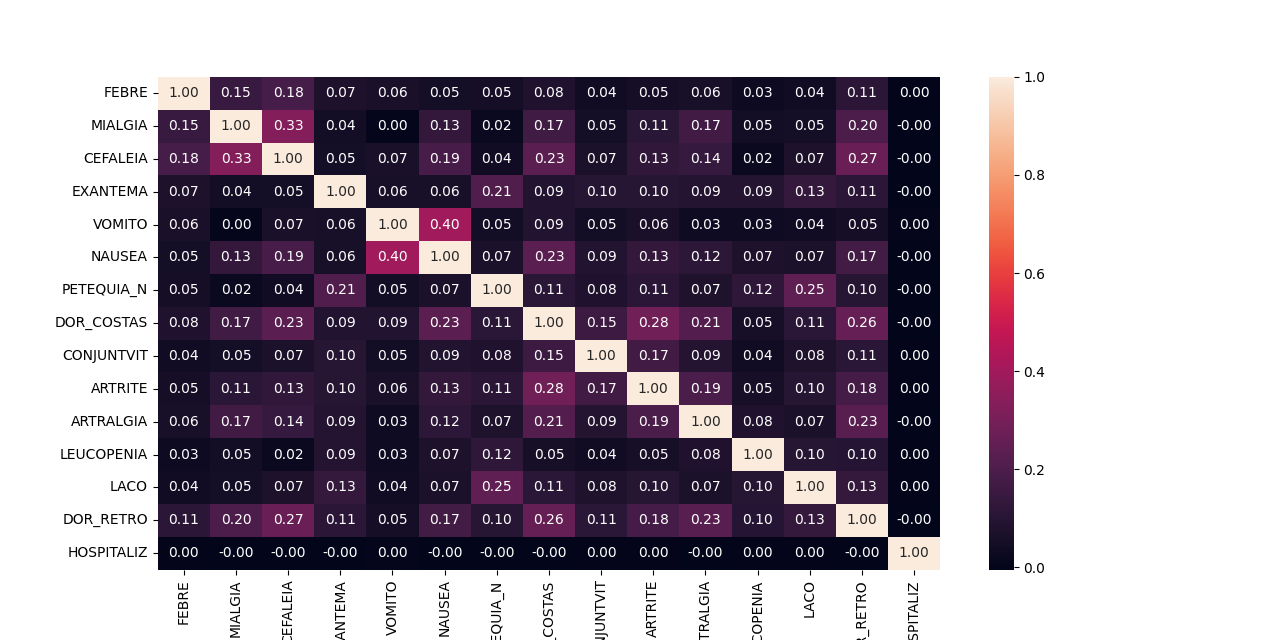 FEBRE 1.00 0.15 0.18 0.07 0.06 0.05 0.05 0.08 0.04 0.05 0.06 0.03 0.04 0.11 0.00
MIALGIA 0.15 1.00 0.33 0.04 0.00 0.13 0.02 0.17 0.05 0.11 0.17 0.05 0.05 0.20 -0.00
CEFALEIA 0.18 0.33 1.00 0.05 0.07 0.19 0.04 0.23 0.07 0.13 0.14 0.02 0.07 0.27 -0.00
EXANTEMA 0.07 0.04 0.05 1.00 0.06 0.06 0.21 0.09 0.10 0.10 0.09 0.09 0.13 0.11 -0.00
VOMITO 0.06 0.00 0.07 0.06 1.00 0.40 0.05 0.09 0.05 0.06 0.03 0.03 0.04 0.05 0.00
NAUSEA 0.05 0.13 0.19 0.06 0.40 1.00 0.07 0.23 0.09 0.13 0.12 0.07 0.07 0.17 -0.00
PETEQUIA_N 0.05 0.02 0.04 0.21 0.05 0.07 1.00 0.11 0.08 0.11 0.07 0.12 0.25 0.10 -0.00
DOR_COSTAS 0.08 0.17 0.23 0.09 0.09 0.23 0.11 1.00 0.15 0.28 0.21 0.05 0.11 0.26 -0.00
CONJUNTVIT 0.04 0.05 0.07 0.10 0.05 0.09 0.08 0.15 1.00 0.17 0.09 0.04 0.08 0.11 0.00
ARTRITE 0.05 0.11 0.13 0.10 0.06 0.13 0.11 0.28 0.17 1.00 0.19 0.05 0.10 0.18 0.00
ARTRALGIA 0.06 0.17 0.14 0.09 0.03 0.12 0.07 0.21 0.09 0.19 1.00 0.08 0.07 0.23 -0.00
LEUCOPENIA 0.03 0.05 0.02 0.09 0.03 0.07 0.12 0.05 0.04 0.05 0.08 1.00 0.10 0.10 0.00
LACO 0.04 0.05 0.07 0.13 0.04 0.07 0.25 0.11 0.08 0.10 0.07 0.10 1.00 0.13 0.00
DOR_RETRO 0.11 0.20 0.27 0.11 0.05 0.17 0.10 0.26 0.11 0.18 0.23 0.10 0.13 1.00 -0.00
HOSPITALIZ 0.00 -0.00 -0.00 -0.00 0.00 -0.00 -0.00 -0.00 0.00 0.00 -0.00 0.00 0.00 -0.00 1.00
FEBRE
MIALGIA
CEFALEIA
ANTEMA
VOMITO
NAUSEA
EQUIA_N
_COSTAS
NJUNTVIT
ARTRITE
TRALGIA
COPENIA
LACO
R_RETRO
SPITALIZ
1.0
0.8
0.6
0.4
0.2
0.0